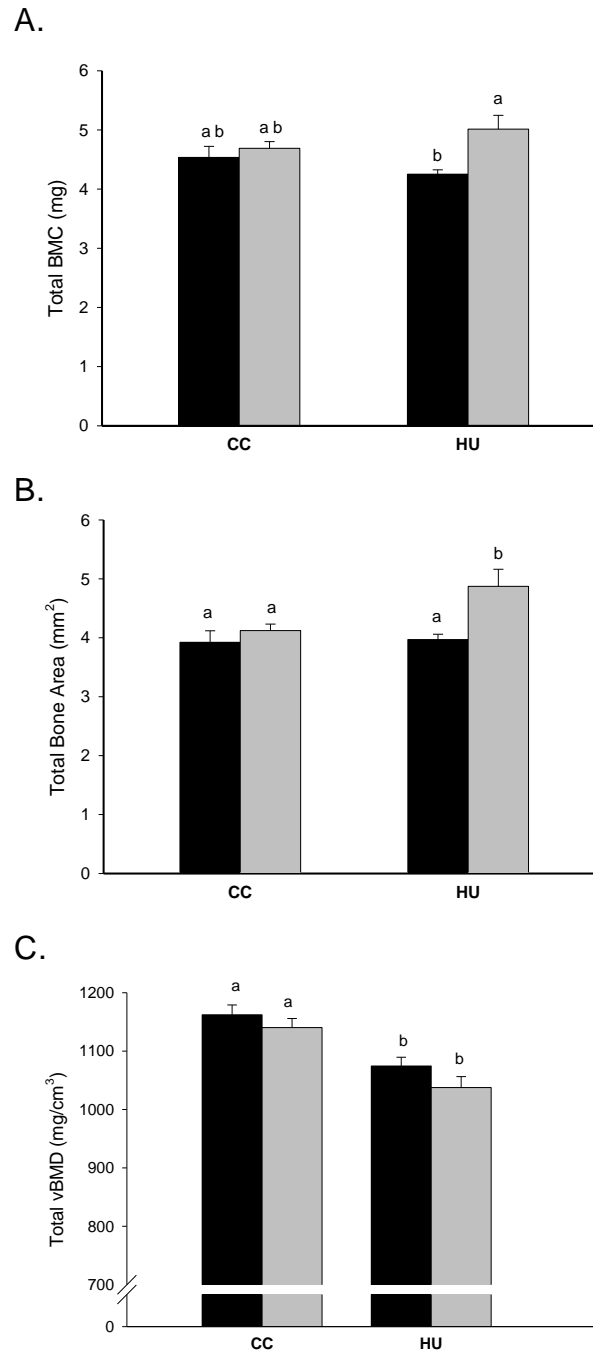 A.
Total BMC (mg)
6
5
4
3
2
1
0
a b
a b
b
a
CC
HU
B.
Total Bone Area (mm²)
6
5
4
3
2
1
0
a
a
a
b
CC
HU
C.
Total vBMD (mg/cm³)
1200
1100
1000
900
800
700
0
a
a
b
b
CC
HU